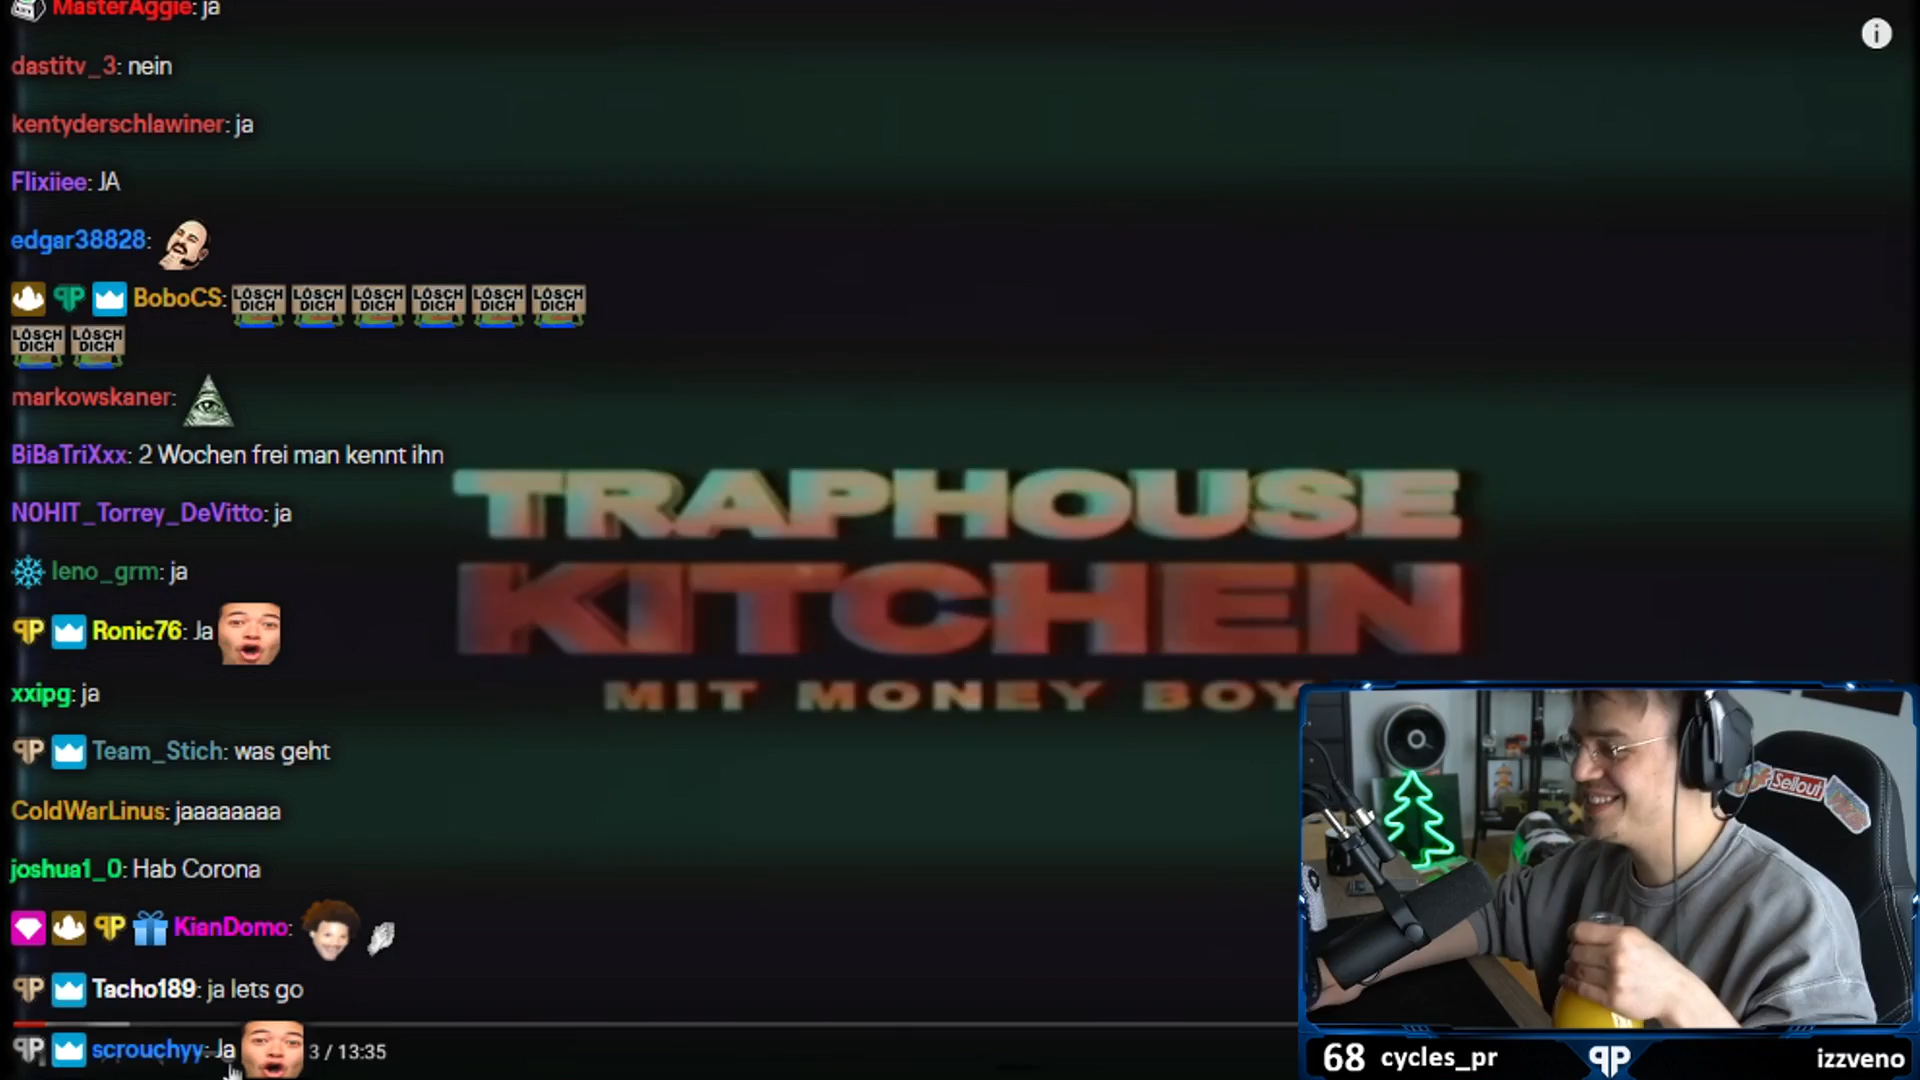 MasterAggie: ja
dastitv_3: nein
kentyderschlawiner: ja
Flixiiee: JA
edgar38828:
BoboCS: LÖSCH DICH LÖSCH DICH LÖSCH DICH LÖSCH DICH LÖSCH DICH LÖSCH DICH
LÖSCH DICH LÖSCH DICH
markowskaner:
BiBaTriXxx: 2 Wochen frei man kennt ihn
N0HIT_Torrey_DeVitto: ja
leno_grm: ja
Ronic76: Ja
xxipg: ja
Team_Stich: was geht
ColdWarLinus: jaaaaaaaa
joshua1_0: Hab Corona
KianDomo:
Tacho189: ja lets go
scrouchyy: Ja
3 / 13:35
TRAPHOUSE
KITCHEN
MIT MONEY BOY
Sellout
68 cycles_pr
izzveno